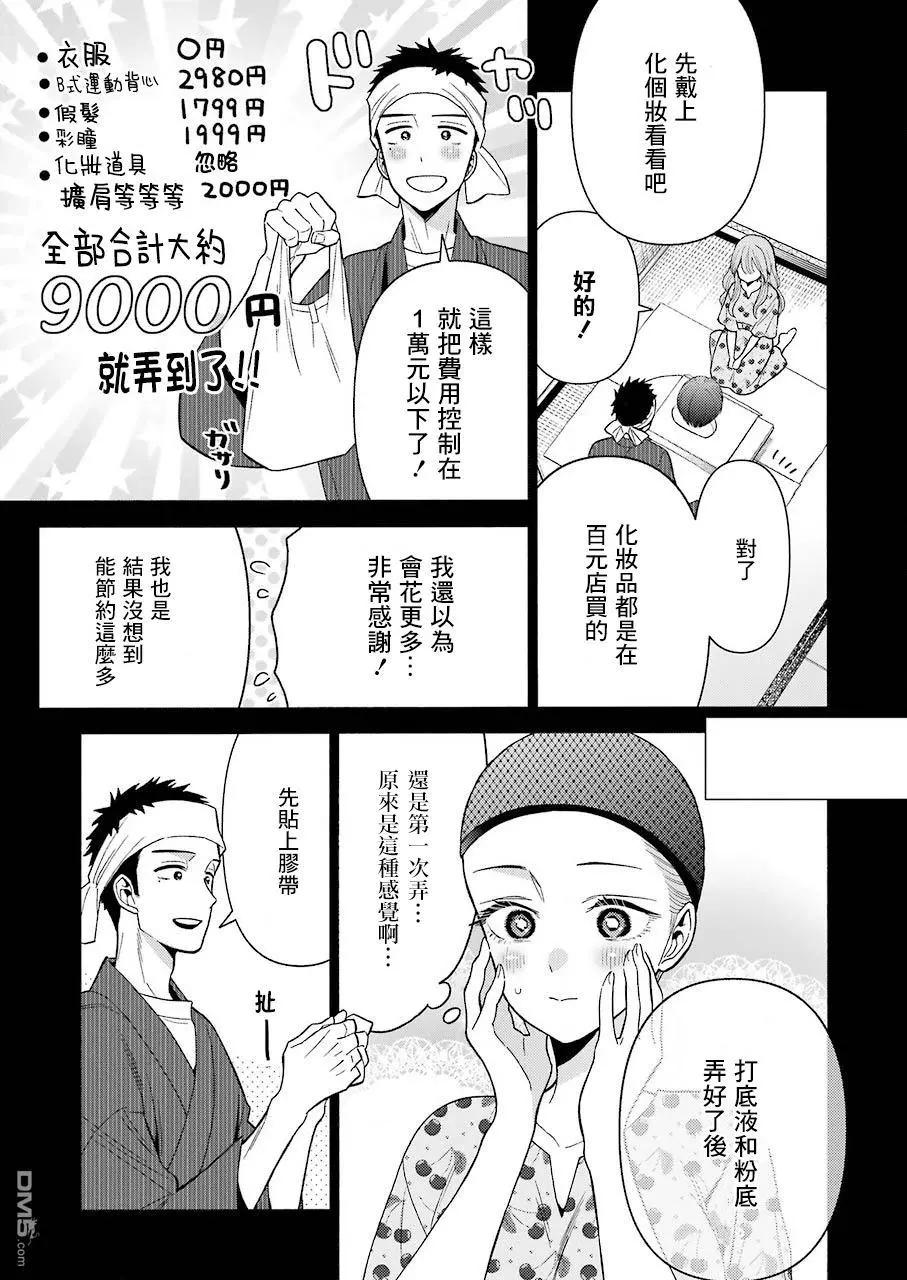 先戴上
化個妝看看吧
好的！
對了
化妝品都是在
百元店買的
ドヤッ
• 衣服 0円
• B式運動背心 2980円
• 假髮 1799円
• 彩瞳 1999円
• 化妝道具 忽略
擴肩等等等 2000円
全部合計大約
9000円
就弄到了!!
這樣
就把費用控制在
1萬元以下了！
ガサリ
我還以為
會花更多…
非常感謝！
我也是
結果沒想到
能節約這麼多
打底液和粉底
弄好了後
還是第一次弄…
原來是這種感覺啊…
先貼上膠帶
扯—
DM5.com